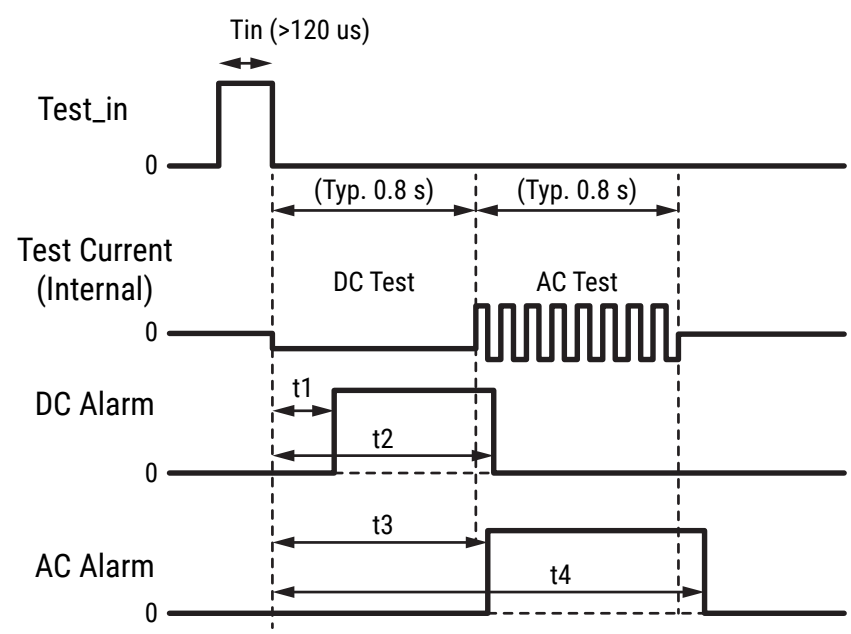 Tin (>120 us)
Test_in
0
(Typ. 0.8 s) (Typ. 0.8 s)
Test Current
(Internal)
DC Test AC Test
0
t1
DC Alarm
t2
0
t3
AC Alarm
t4
0